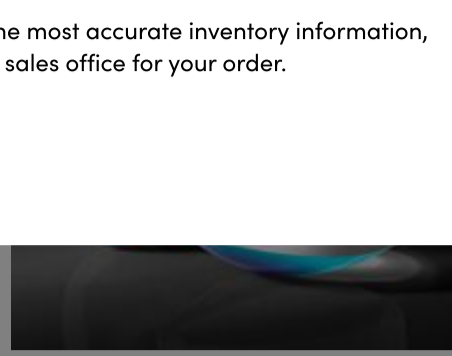 he most accurate inventory information,
sales office for your order.